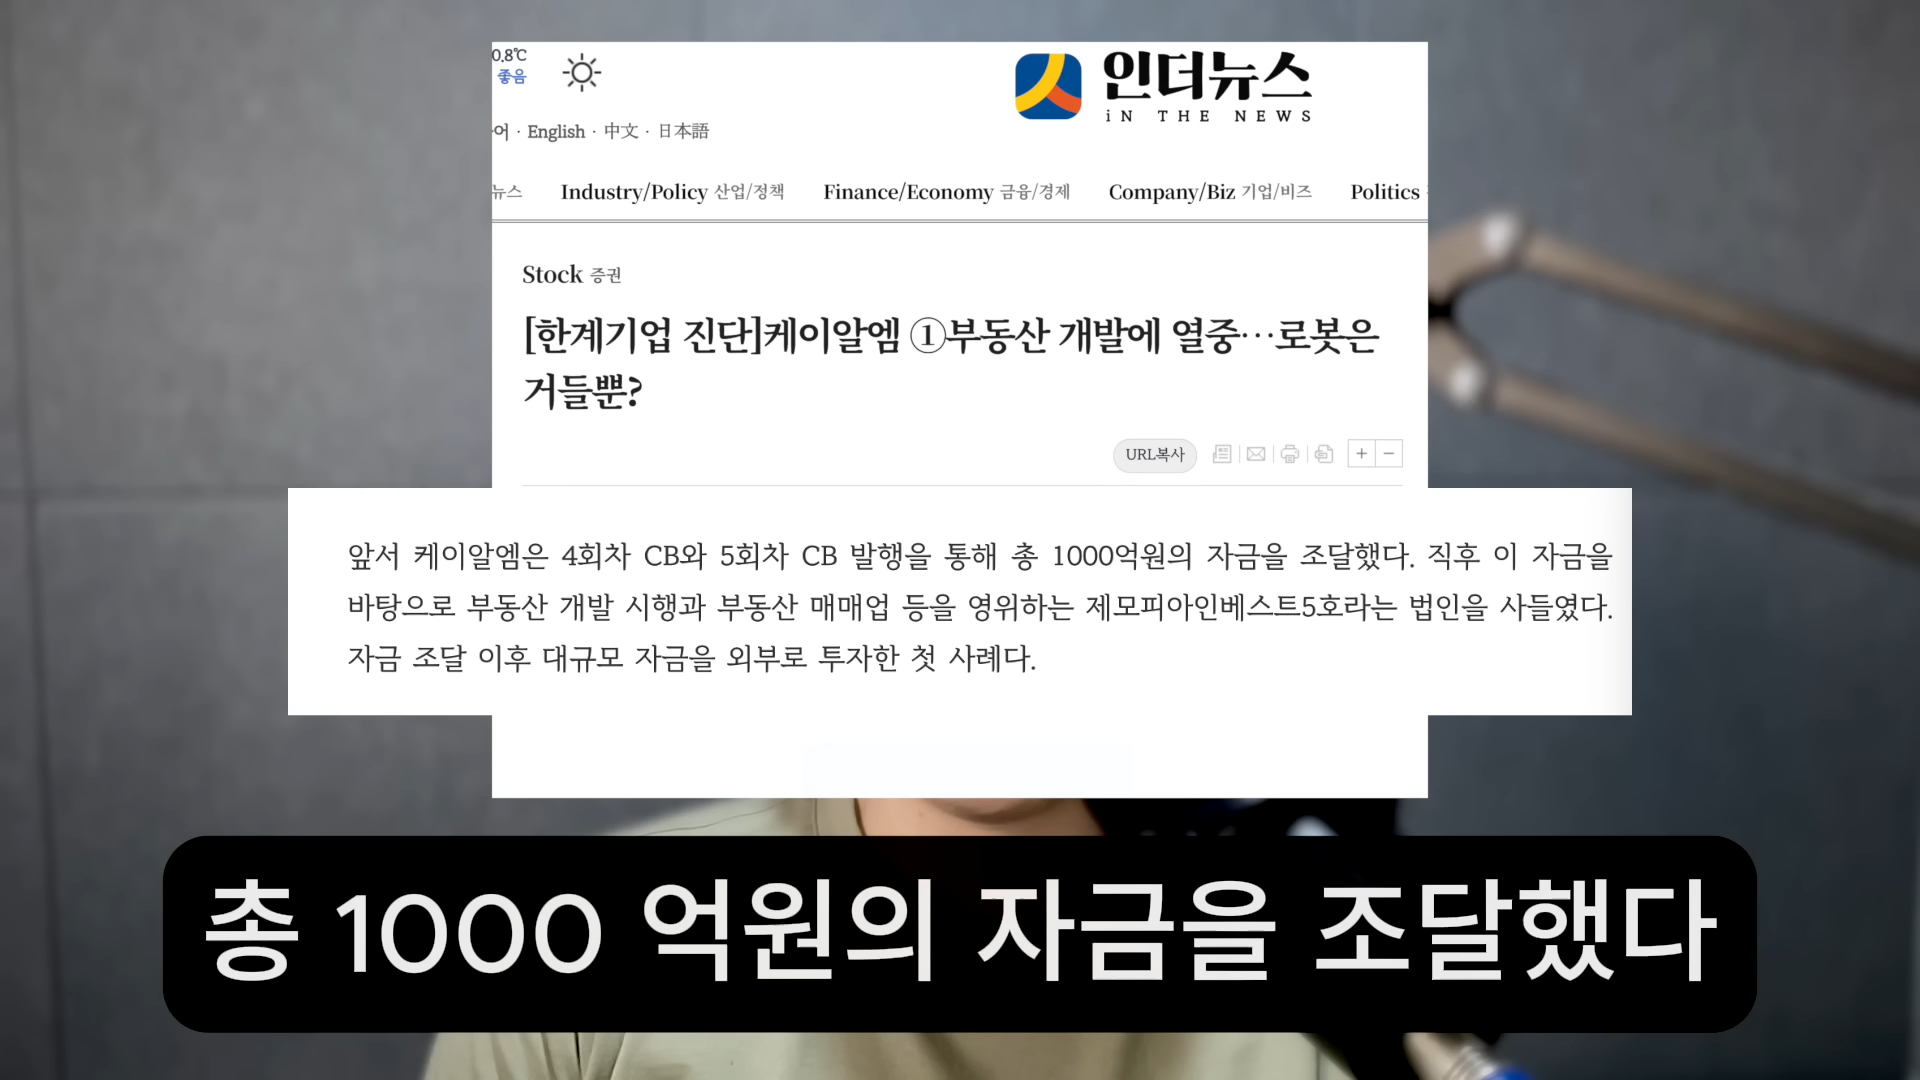 0.8℃
좋음
인더뉴스
iN THE NEWS
어 · English · 中文 · 日本語
뉴스 Industry/Policy 산업/정책 Finance/Economy 금융/경제 Company/Biz 기업/비즈 Politics
Stock 증권
[한계기업 진단]케이알엠 ①부동산 개발에 열중…로봇은
거들뿐?
URL복사
앞서 케이알엠은 4회차 CB와 5회차 CB 발행을 통해 총 1000억원의 자금을 조달했다. 직후 이 자금을
바탕으로 부동산 개발 시행과 부동산 매매업 등을 영위하는 제모피아인베스트5호라는 법인을 사들였다.
자금 조달 이후 대규모 자금을 외부로 투자한 첫 사례다.
총 1000 억원의 자금을 조달했다